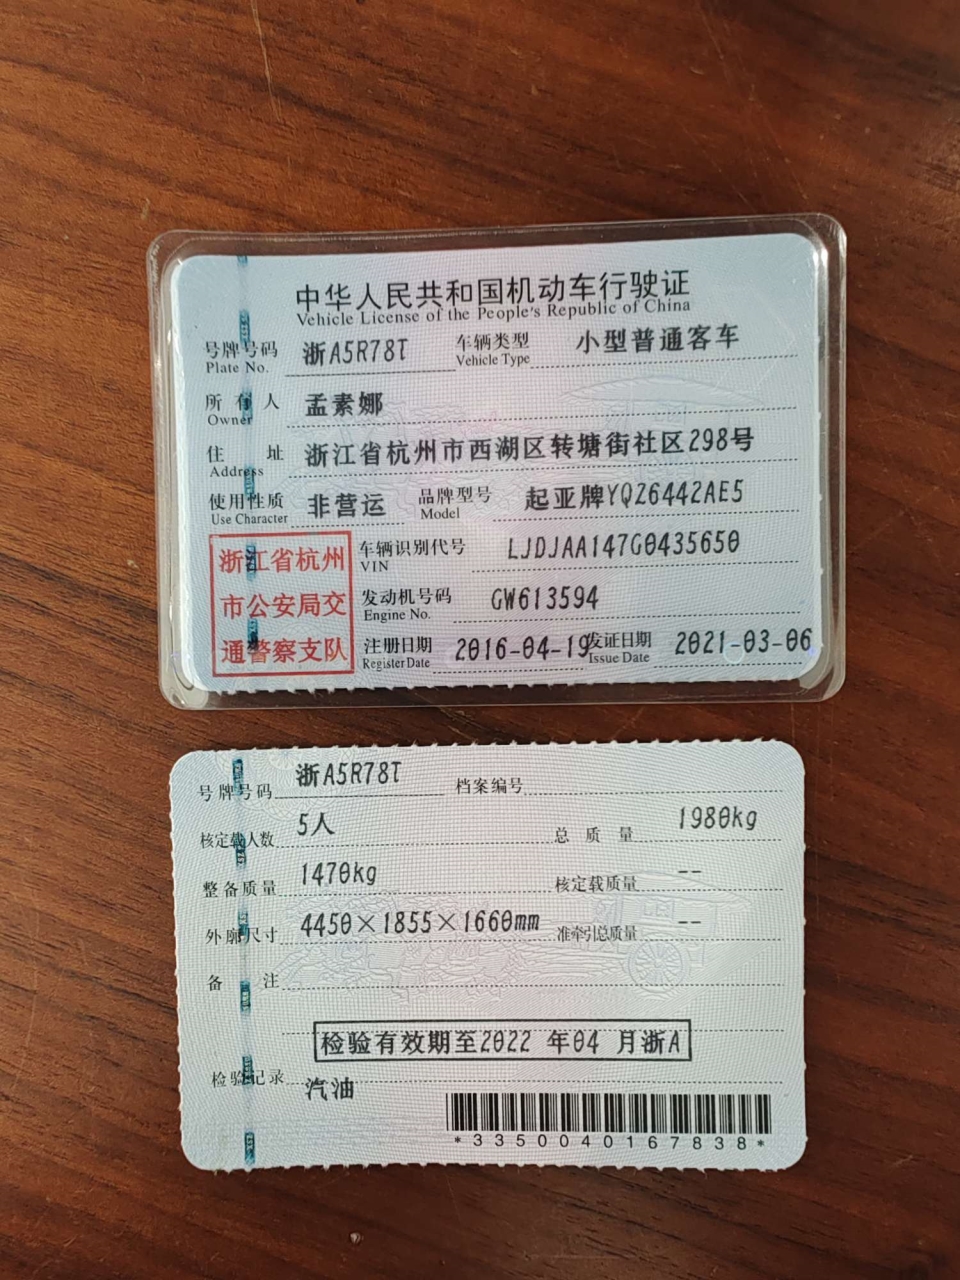 中华人民共和国机动车行驶证
Vehicle License of the People's Republic of China
号牌号码 浙A5R78T 车辆类型 小型普通客车
Plate No. Vehicle Type
所有人 孟素娜
Owner
住址 浙江省杭州市西湖区转塘街社区298号
Address
使用性质 非营运 品牌型号 起亚牌YQZ6442AE5
Use Character Model
浙江省杭州
市公安局交
通警察支队
车辆识别代号 LJDJAA147G0435650
VIN
发动机号码 GW613594
Engine No.
注册日期 2016-04-19 发证日期 2021-03-06
Register Date Issue Date
号牌号码 浙A5R78T 档案编号
核定载人数 5人 总质量 1980kg
整备质量 1470kg 核定载质量 --
外廓尺寸 4450×1855×1660mm 准牵引总质量 --
备注
检验有效期至2022 年04 月浙A
检验记录 汽油
*3350040167838*